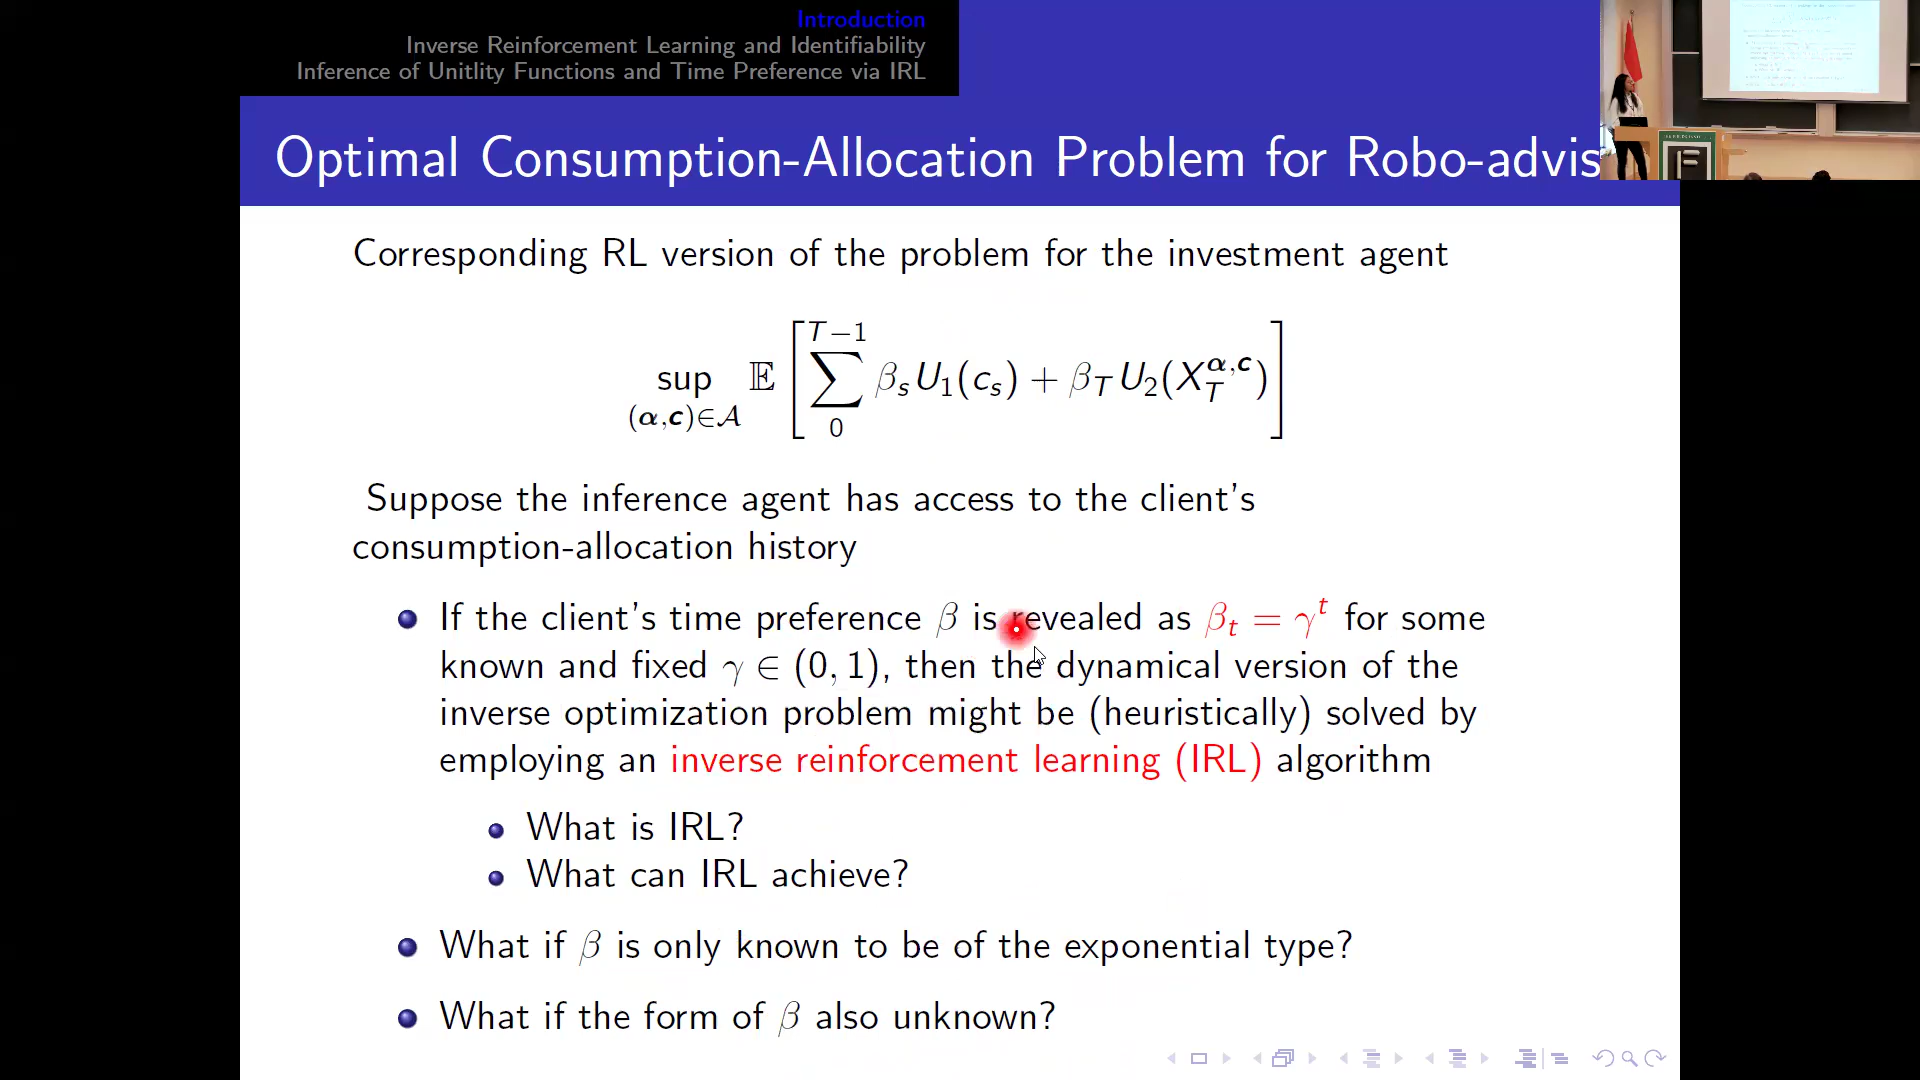 Introduction
Inverse Reinforcement Learning and Identifiability
Inference of Unitlity Functions and Time Preference via IRL
Optimal Consumption-Allocation Problem for Robo-advis
Corresponding RL version of the problem for the investment agent
sup_{(α,c)∈𝒜} 𝔼 [ ∑_{0}^{T−1} β_s U_1(c_s) + β_T U_2(X_T^{α,c}) ]
Suppose the inference agent has access to the client's
consumption-allocation history
If the client's time preference β is revealed as β_t = γ^t for some
known and fixed γ ∈ (0, 1), then the dynamical version of the
inverse optimization problem might be (heuristically) solved by
employing an inverse reinforcement learning (IRL) algorithm
What is IRL?
What can IRL achieve?
What if β is only known to be of the exponential type?
What if the form of β also unknown?